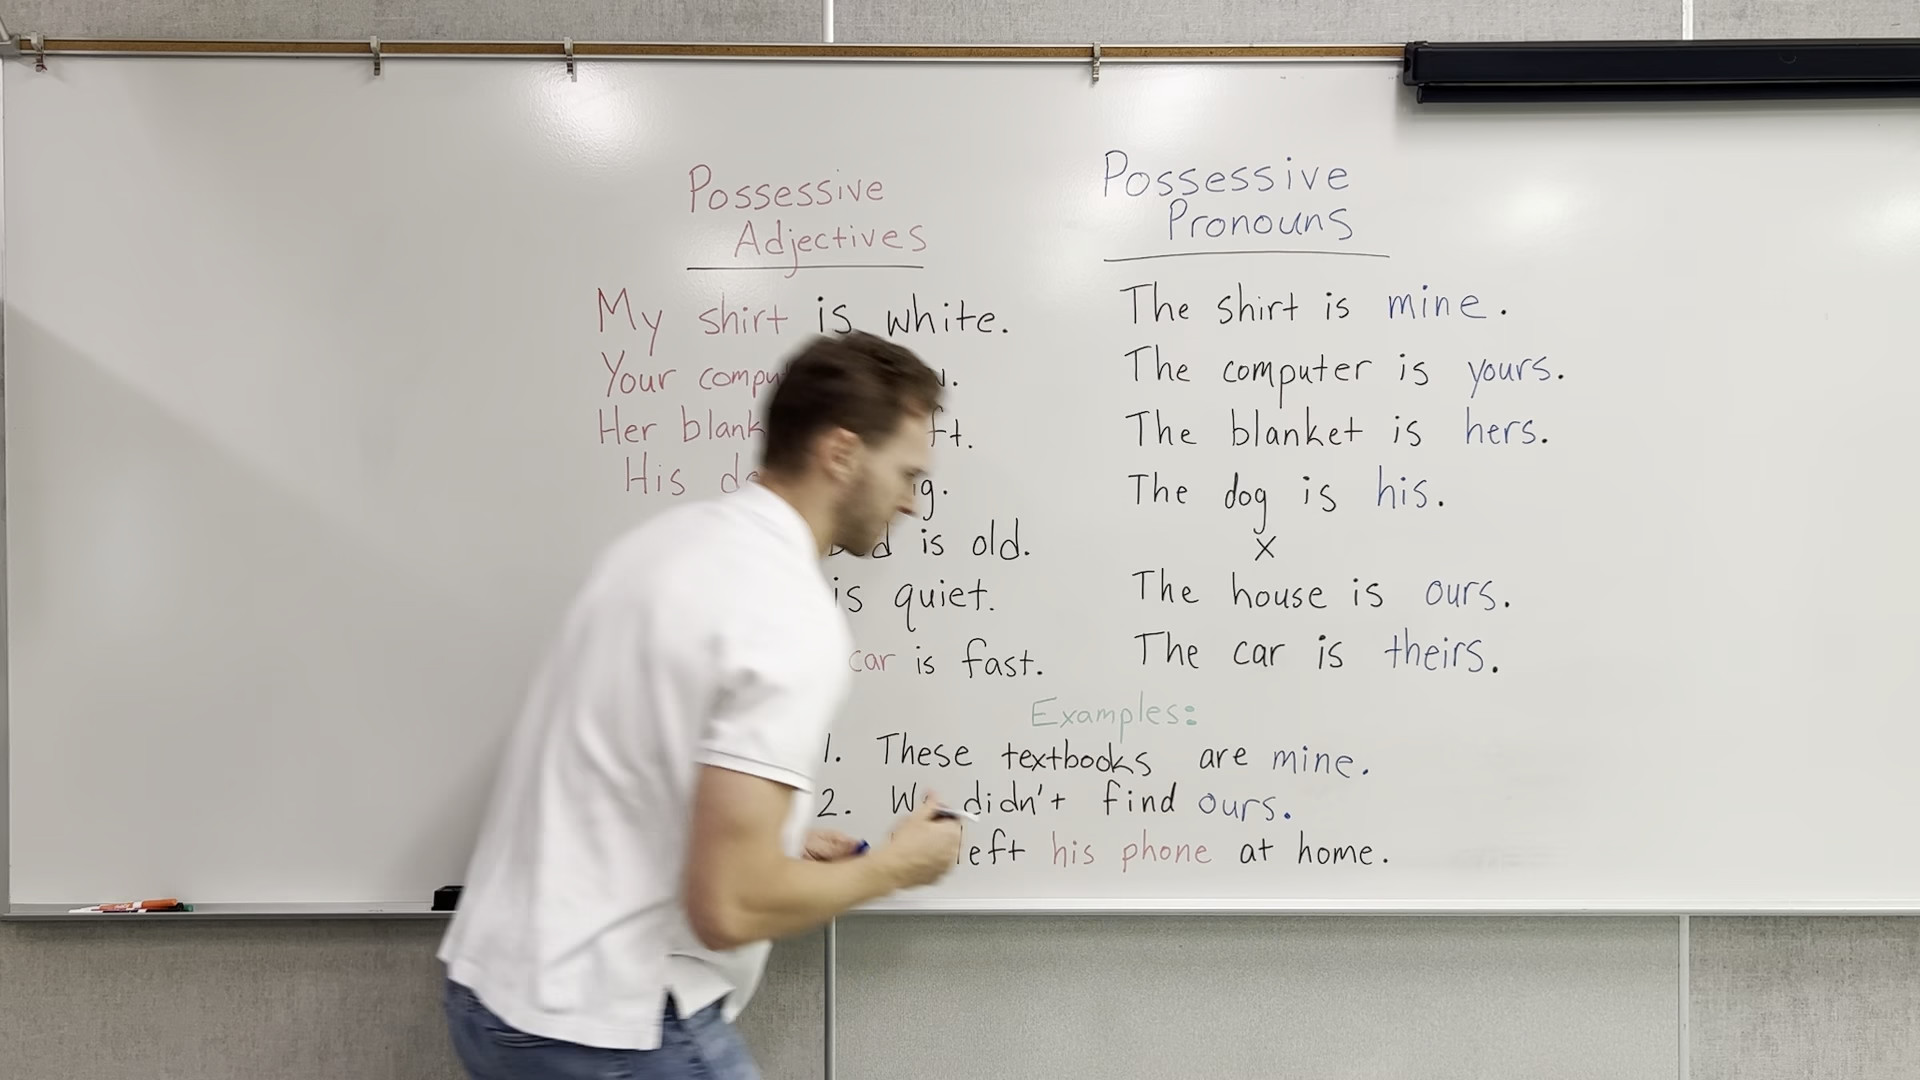 Possessive
Adjectives
My shirt is white.
Your
Her
His
is old.
is quiet.
car is fast.
Possessive
Pronouns
The shirt is mine.
The computer is yours.
The blanket is hers.
The dog is his.
x
The house is ours.
The car is theirs.
Examples:
1. These textbooks are mine.
2. We didn't find ours.
left his phone at home.